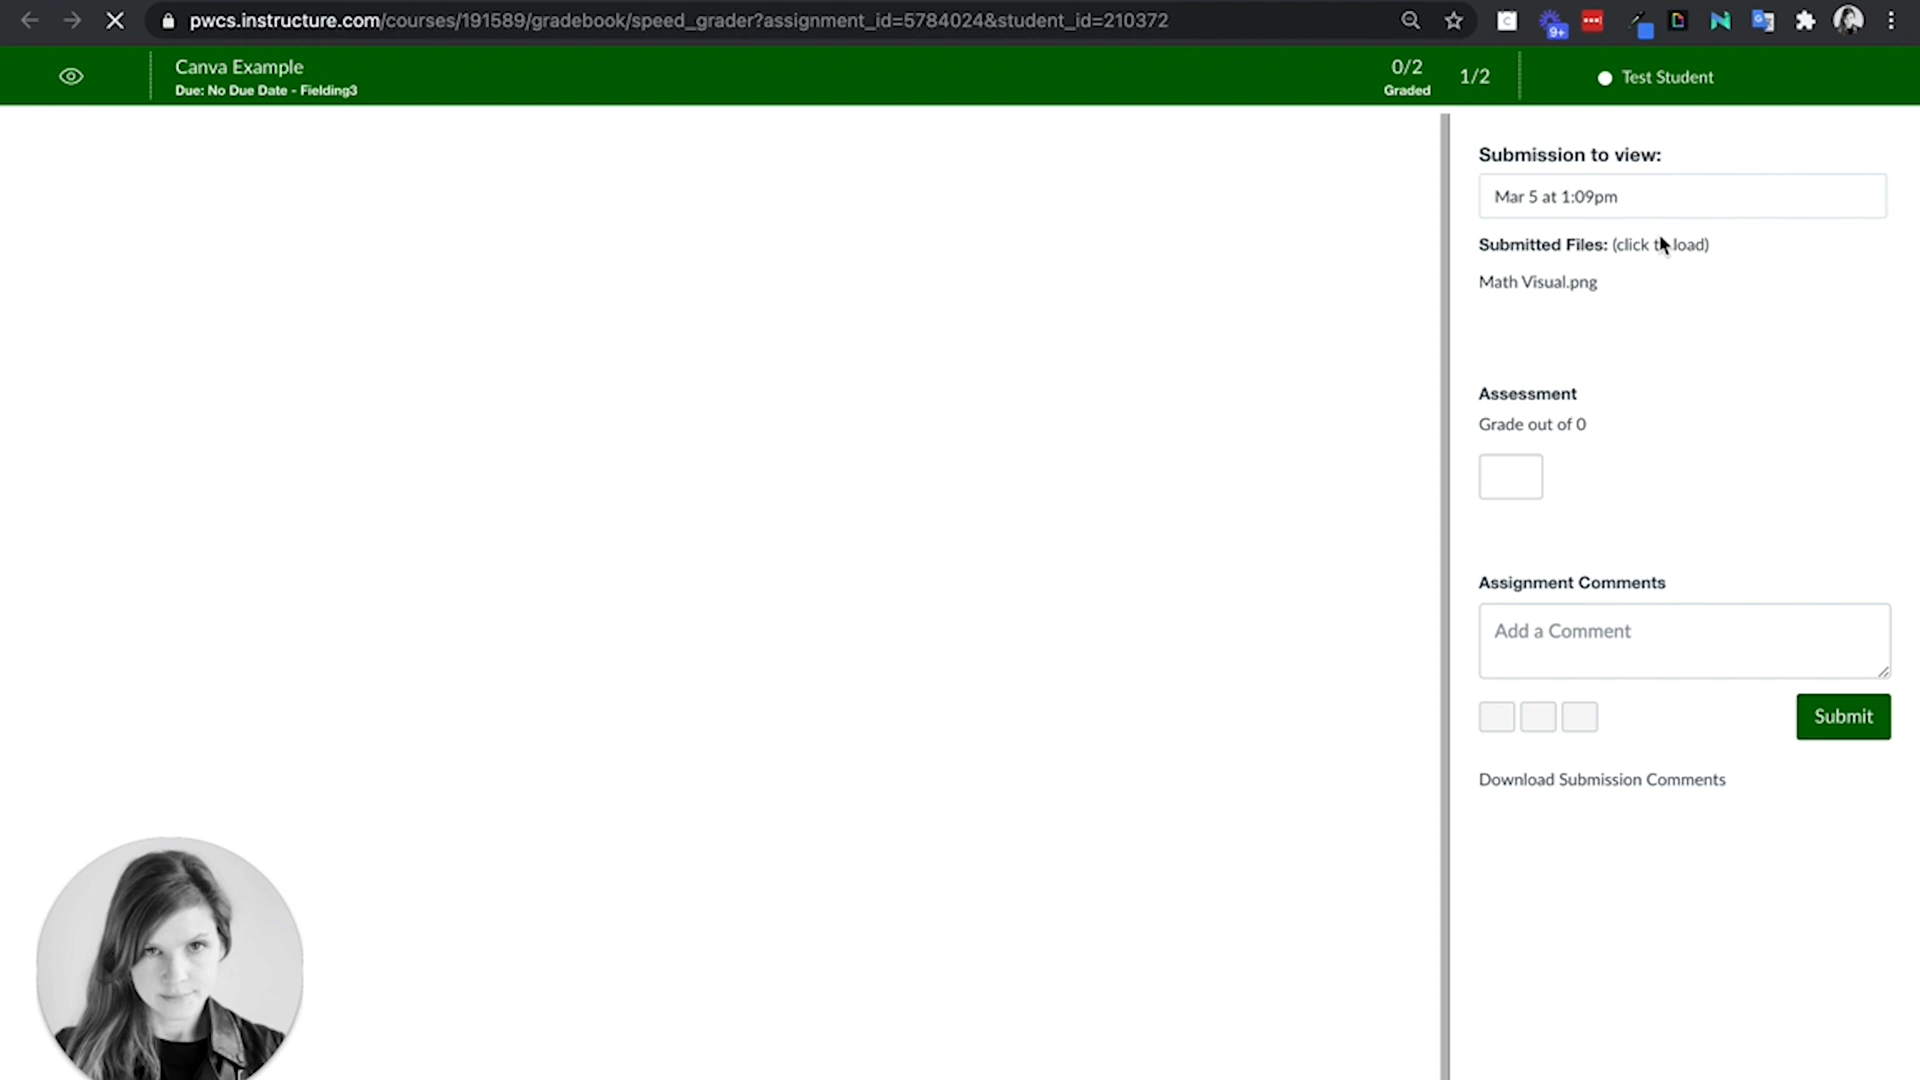 pwcs.instructure.com/courses/191589/gradebook/speed_grader?assignment_id=5784024&student_id=210372
9+
Canva Example
Due: No Due Date - Fielding3
0/2
Graded
1/2
Test Student
Submission to view:
Mar 5 at 1:09pm
Submitted Files: (click to load)
Math Visual.png
Assessment
Grade out of 0
Assignment Comments
Add a Comment
Submit
Download Submission Comments